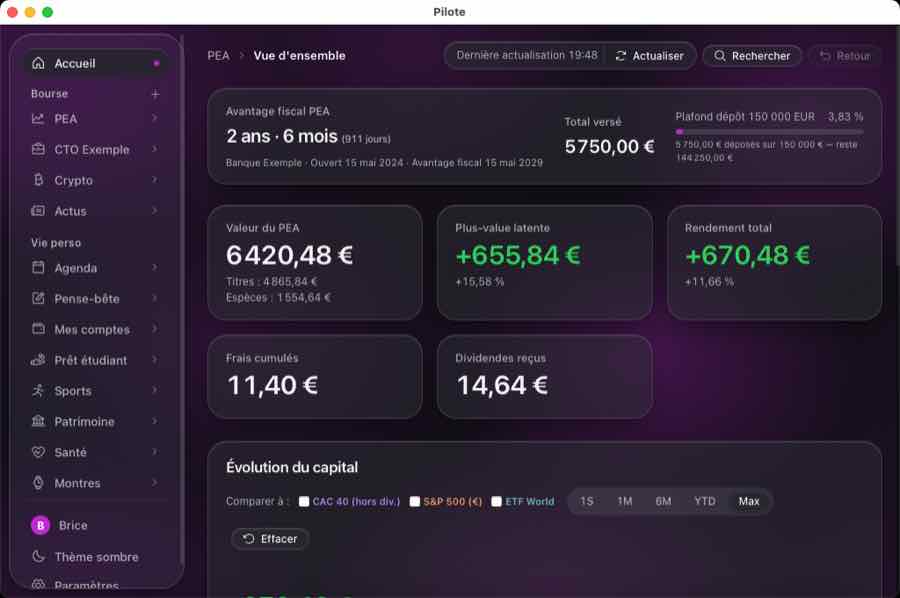 Pilote
Accueil
Bourse
PEA
CTO Exemple
Crypto
Actus
Vie perso
Agenda
Pense-bête
Mes comptes
Prêt étudiant
Sports
Patrimoine
Santé
Montres
B Brice
Thème sombre
Paramètres
PEA > Vue d'ensemble
Dernière actualisation 19:48 Actualiser
Rechercher
Retour
Avantage fiscal PEA
2 ans · 6 mois (911 jours)
Banque Exemple · Ouvert 15 mai 2024 · Avantage fiscal 15 mai 2029
Total versé
5 750,00 €
Plafond dépôt 150 000 EUR 3,83 %
5 750,00 € déposés sur 150 000 € — reste
144 250,00 €
Valeur du PEA
6 420,48 €
Titres : 4 865,84 €
Espèces : 1 554,64 €
Plus-value latente
+655,84 €
+15,58 %
Rendement total
+670,48 €
+11,66 %
Frais cumulés
11,40 €
Dividendes reçus
14,64 €
Évolution du capital
Comparer à : CAC 40 (hors div.) S&P 500 (€) ETF World 1S 1M 6M YTD Max
Effacer